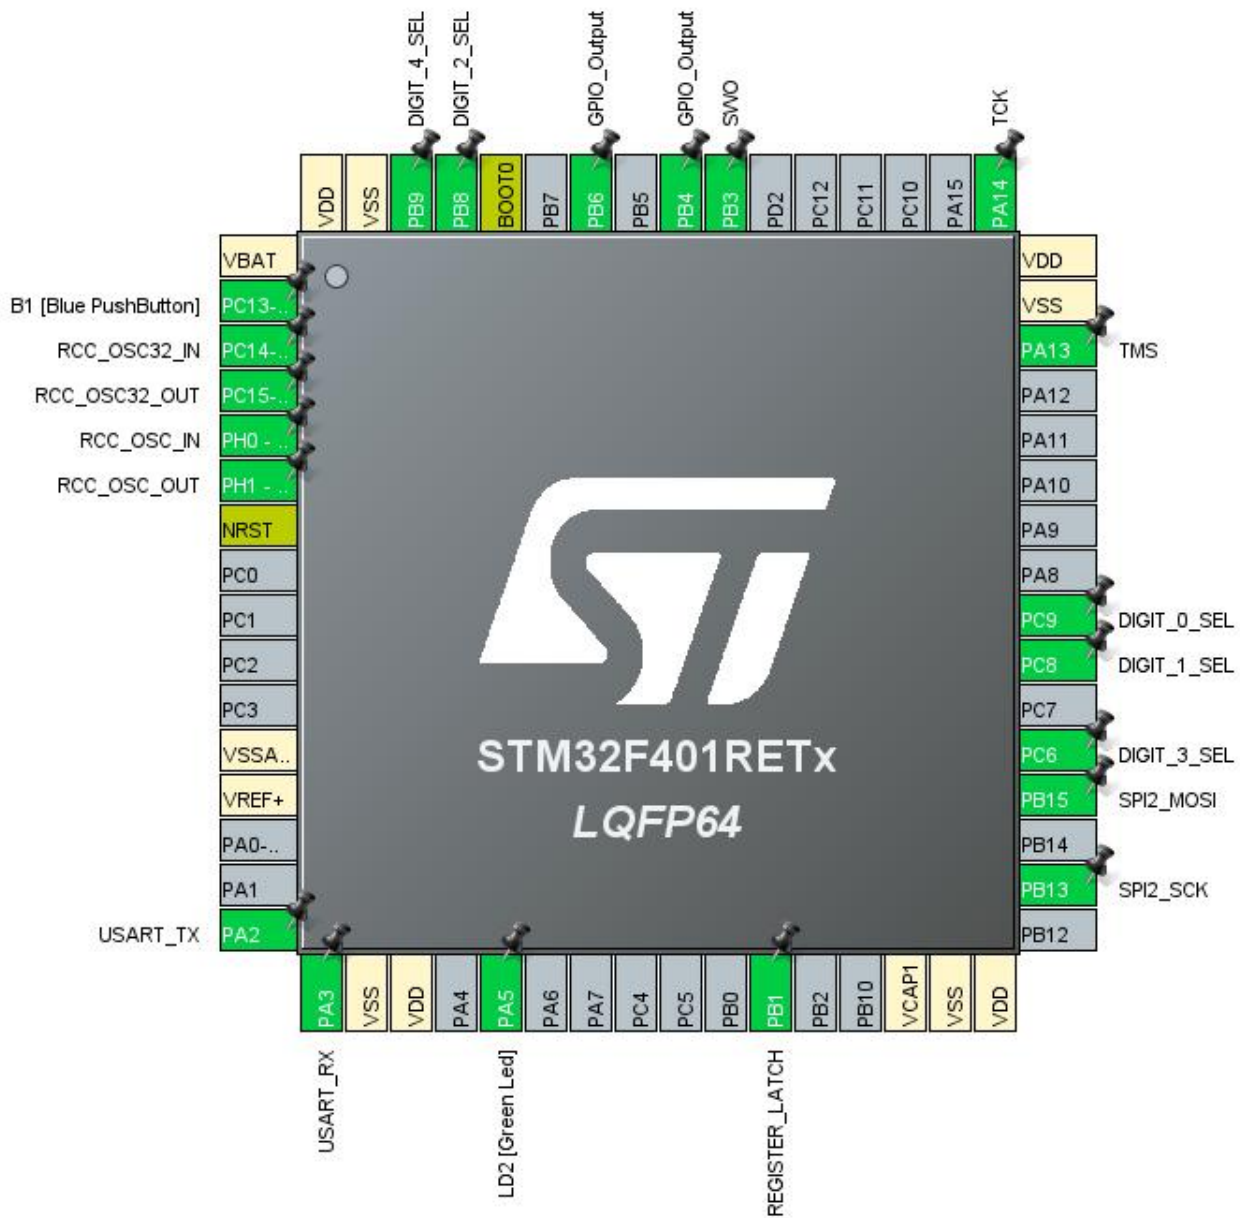 DIGIT_4_SEL
DIGIT_2_SEL
GPIO_Output
GPIO_Output
SWO
TCK
VDD
VSS
PB9
PB8
BOOT0
PB7
PB6
PB5
PB4
PB3
PD2
PC12
PC11
PC10
PA15
PA14
VBAT
B1 [Blue PushButton] PC13-..
RCC_OSC32_IN PC14-..
RCC_OSC32_OUT PC15-..
RCC_OSC_IN PH0 - ..
RCC_OSC_OUT PH1 - ..
NRST
PC0
PC1
PC2
PC3
VSSA..
VREF+
PA0-..
PA1
USART_TX PA2
ST
STM32F401RETx
LQFP64
VDD
VSS
PA13 TMS
PA12
PA11
PA10
PA9
PA8
PC9 DIGIT_0_SEL
PC8 DIGIT_1_SEL
PC7
PC6 DIGIT_3_SEL
PB15 SPI2_MOSI
PB14
PB13 SPI2_SCK
PB12
PA3
VSS
VDD
PA4
PA5
PA6
PA7
PC4
PC5
PB0
PB1
PB2
PB10
VCAP1
VSS
VDD
USART_RX
LD2 [Green Led]
REGISTER_LATCH